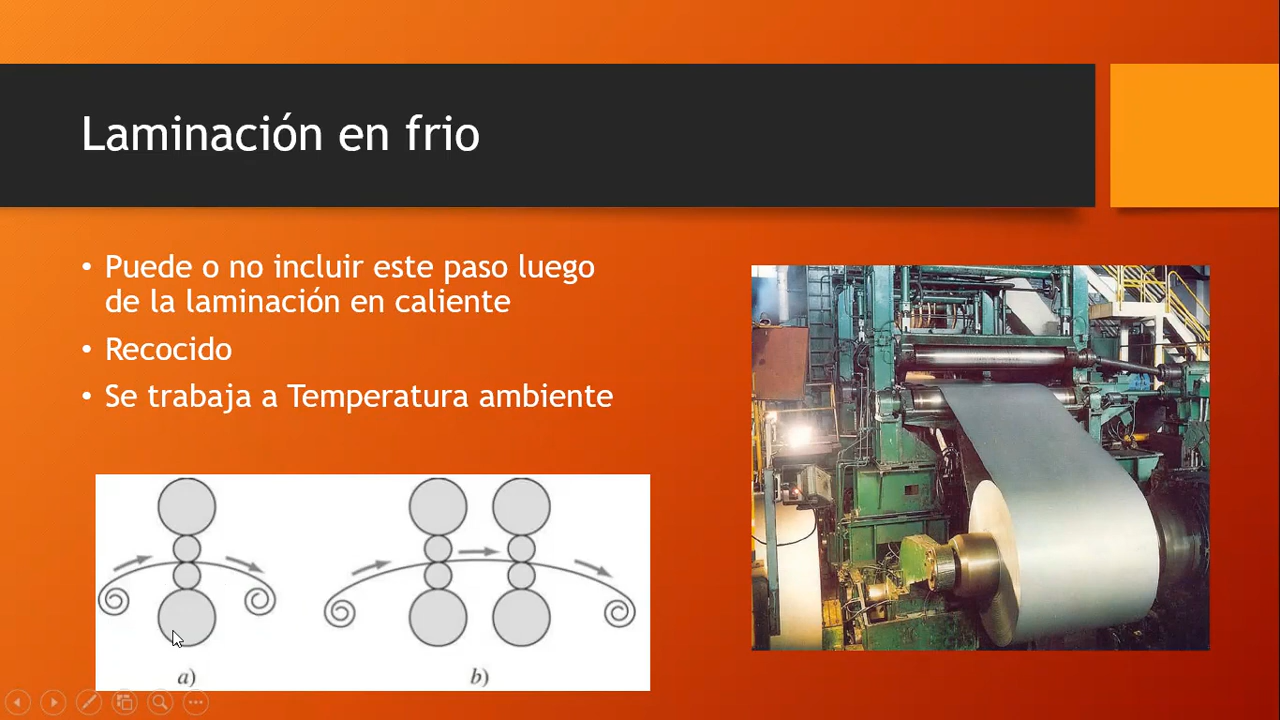 Laminación en frio
• Puede o no incluir este paso luego
de la laminación en caliente
• Recocido
• Se trabaja a Temperatura ambiente
a)
b)